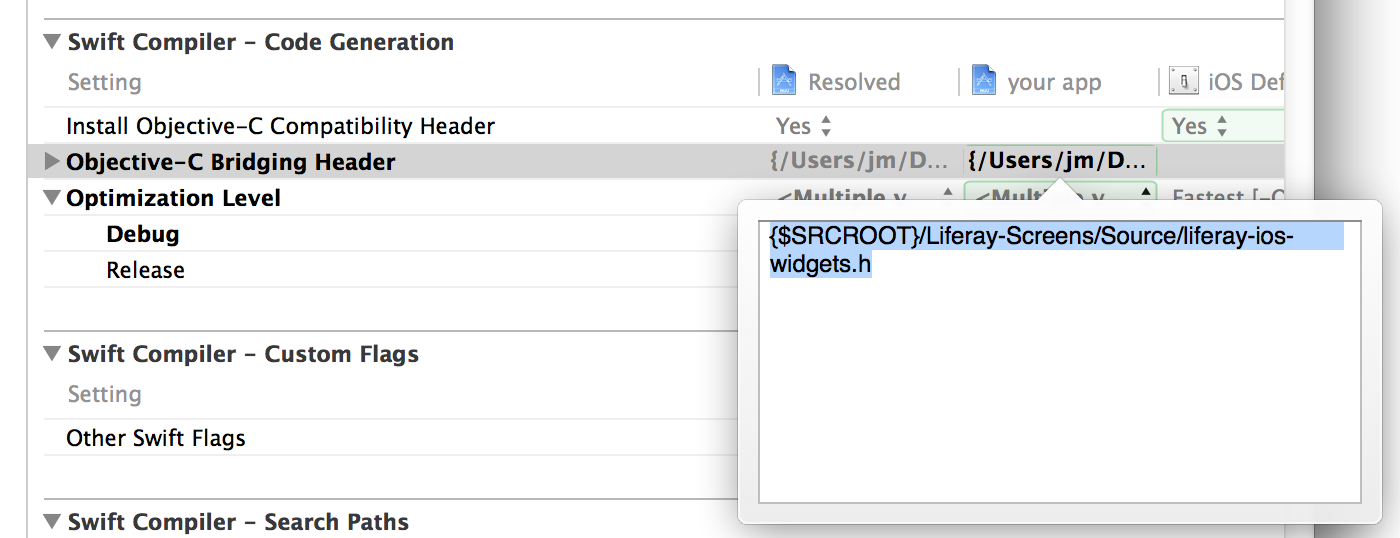 Swift Compiler – Code Generation
Setting Resolved your app iOS Def
Install Objective-C Compatibility Header Yes Yes
Objective-C Bridging Header {/Users/jm/D... {/Users/jm/D...
Optimization Level <Multiple v <Multiple v Fastest [-O
{$SRCROOT}/Liferay-Screens/Source/liferay-ios-
widgets.h
Debug
Release
Swift Compiler – Custom Flags
Setting
Other Swift Flags
Swift Compiler – Search Paths